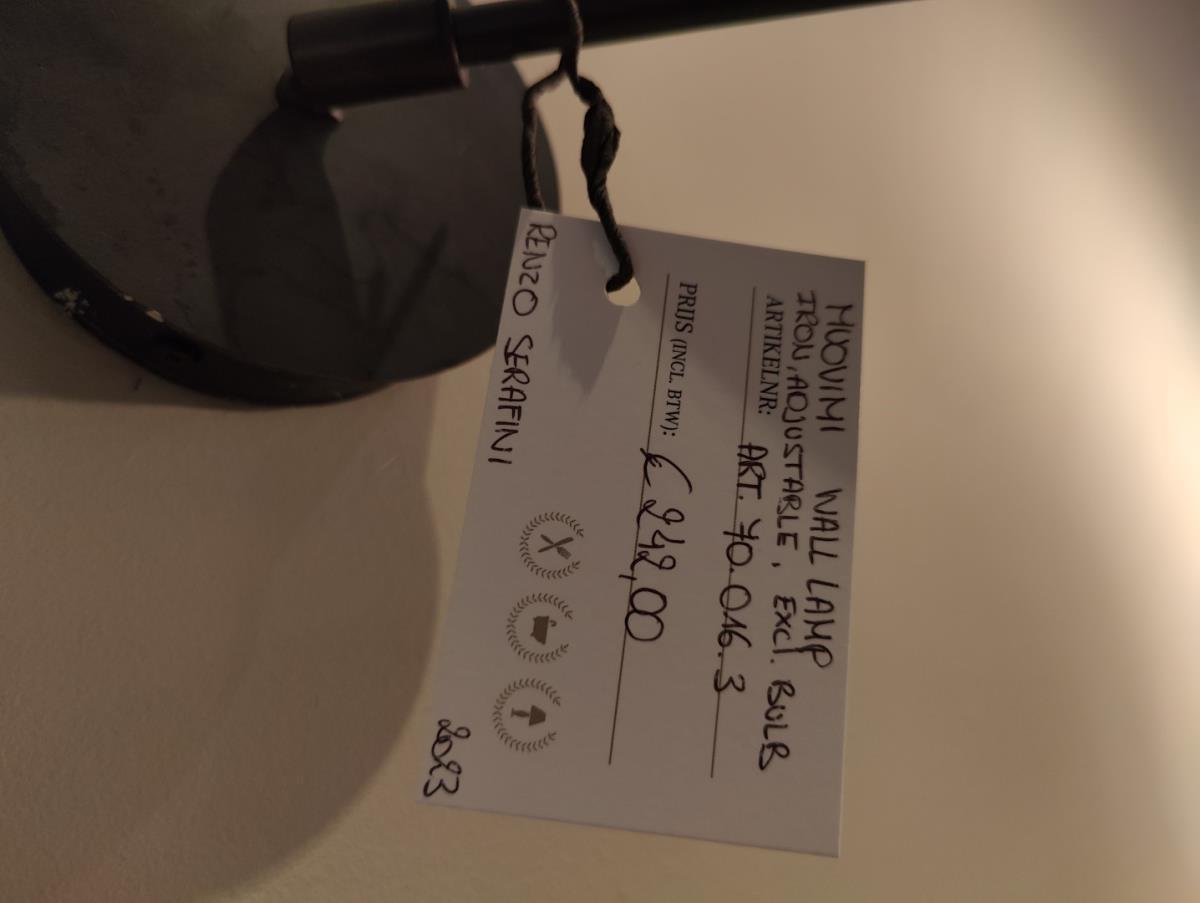 MUOVIMI WALL LAMP
IRON, ADJUSTABLE, EXCL. BULB
ARTIKELNR: ART. 70.016.3
PRIJS (INCL. BTW): € 242,00
RENZO SERAFINI
2023